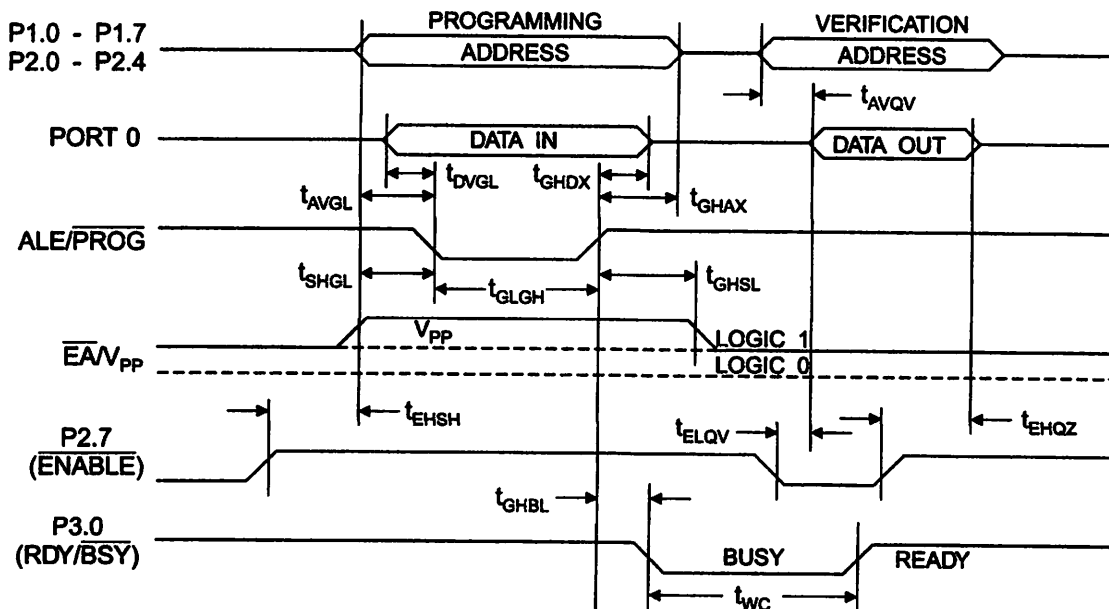 P1.0 - P1.7
P2.0 - P2.4
PROGRAMMING
ADDRESS
VERIFICATION
ADDRESS
tAVQV
PORT 0
DATA IN
DATA OUT
tDVGL
tGHDX
tAVGL
tGHAX
ALE/PROG
tSHGL
tGLGH
tGHSL
EA/VPP
VPP
LOGIC 1
LOGIC 0
tEHSH
tELQV
tEHQZ
P2.7
(ENABLE)
tGHBL
P3.0
(RDY/BSY)
BUSY
READY
tWC